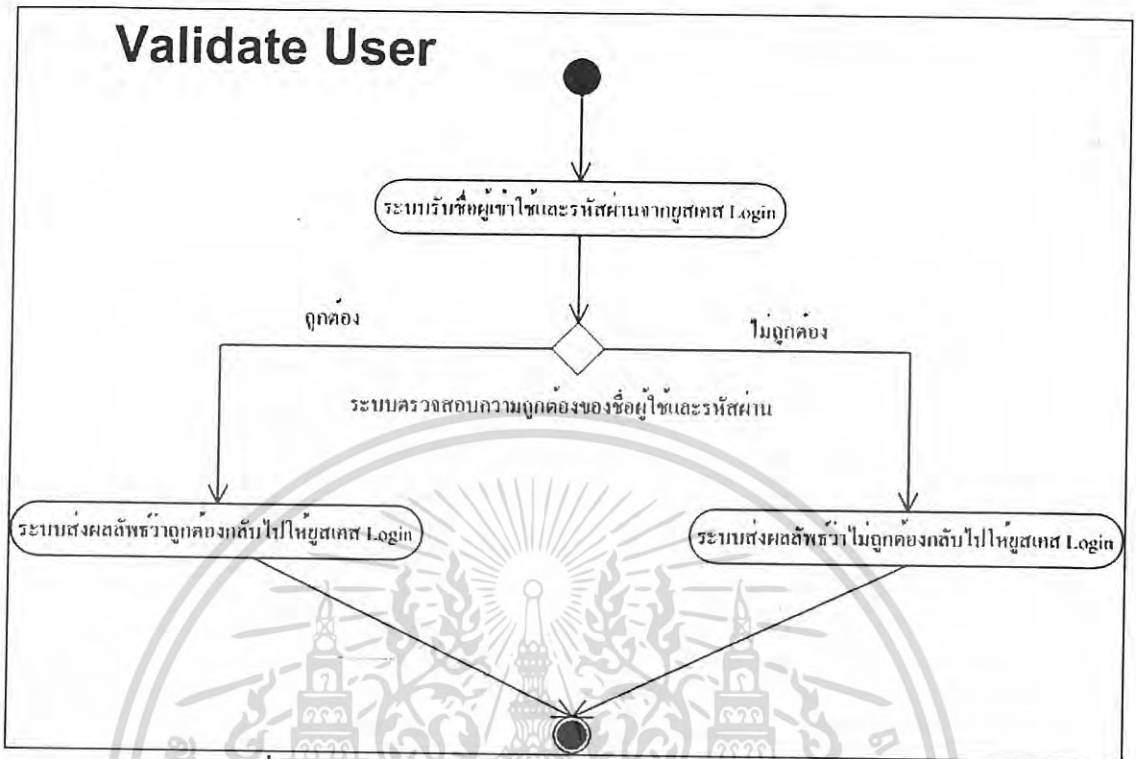 Validate User
ระบบรับชื่อผู้เข้าใช้และรหัสผ่านจากยูสเคส Login
ถูกต้อง
ไม่ถูกต้อง
ระบบตรวจสอบความถูกต้องของชื่อผู้ใช้และรหัสผ่าน
ระบบส่งผลลัพธ์ว่าถูกต้องกลับไปให้ยูสเคส Login
ระบบส่งผลลัพธ์ว่าไม่ถูกต้องกลับไปให้ยูสเคส Login